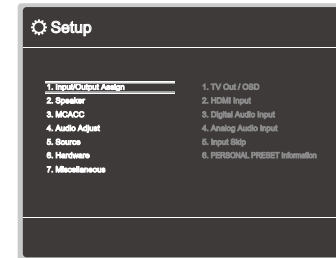 Setup
1. Input/Output Assign
2. Speaker
3. MCACC
4. Audio Adjust
5. Source
6. Hardware
7. Miscellaneous
1. TV Out / OSD
2. HDMI Input
3. Digital Audio Input
4. Analog Audio Input
5. Input Skip
6. PERSONAL PRESET Information